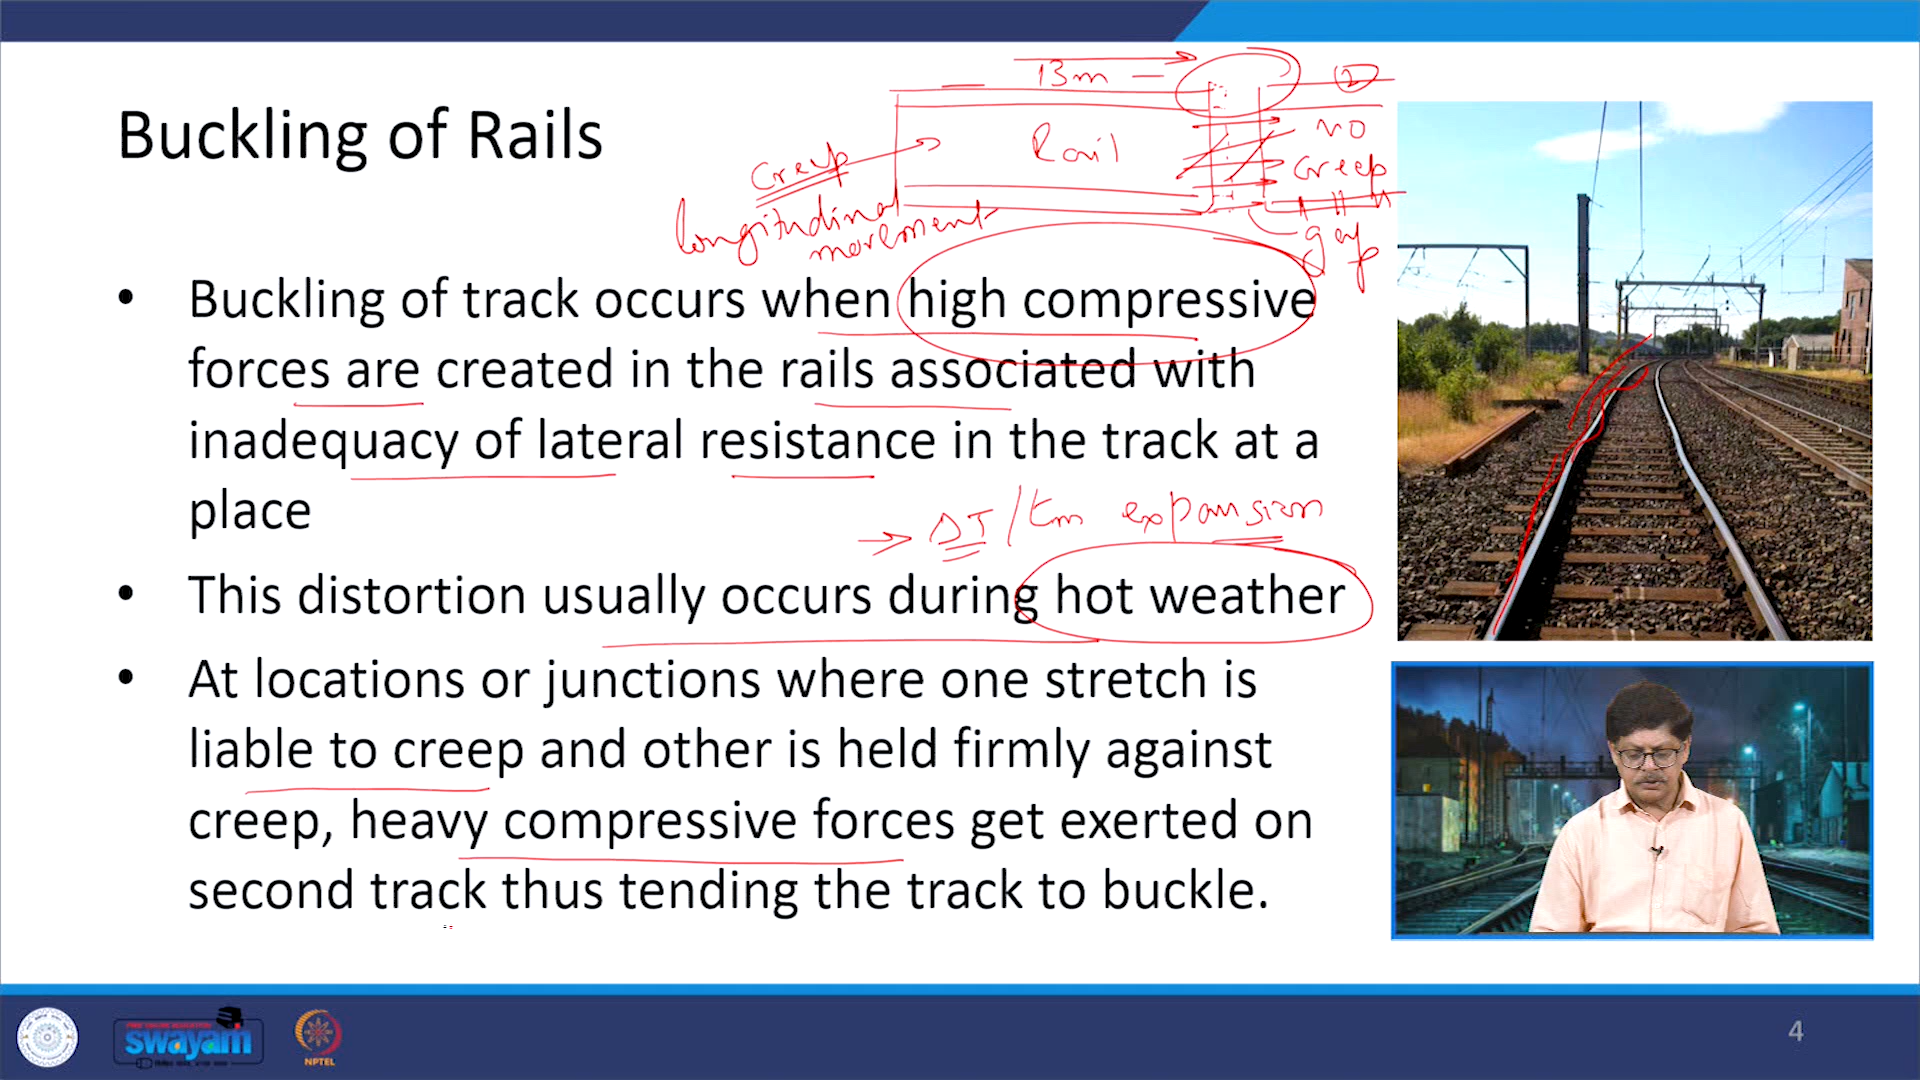 13m
2
Buckling of Rails
Rail
no
creep
creep
longitudinal
movement
gap
• Buckling of track occurs when high compressive
forces are created in the rails associated with
inadequacy of lateral resistance in the track at a
place
→ ΔT / tm expansion
• This distortion usually occurs during hot weather
• At locations or junctions where one stretch is
liable to creep and other is held firmly against
creep, heavy compressive forces get exerted on
second track thus tending the track to buckle.
swayam
NPTEL
4